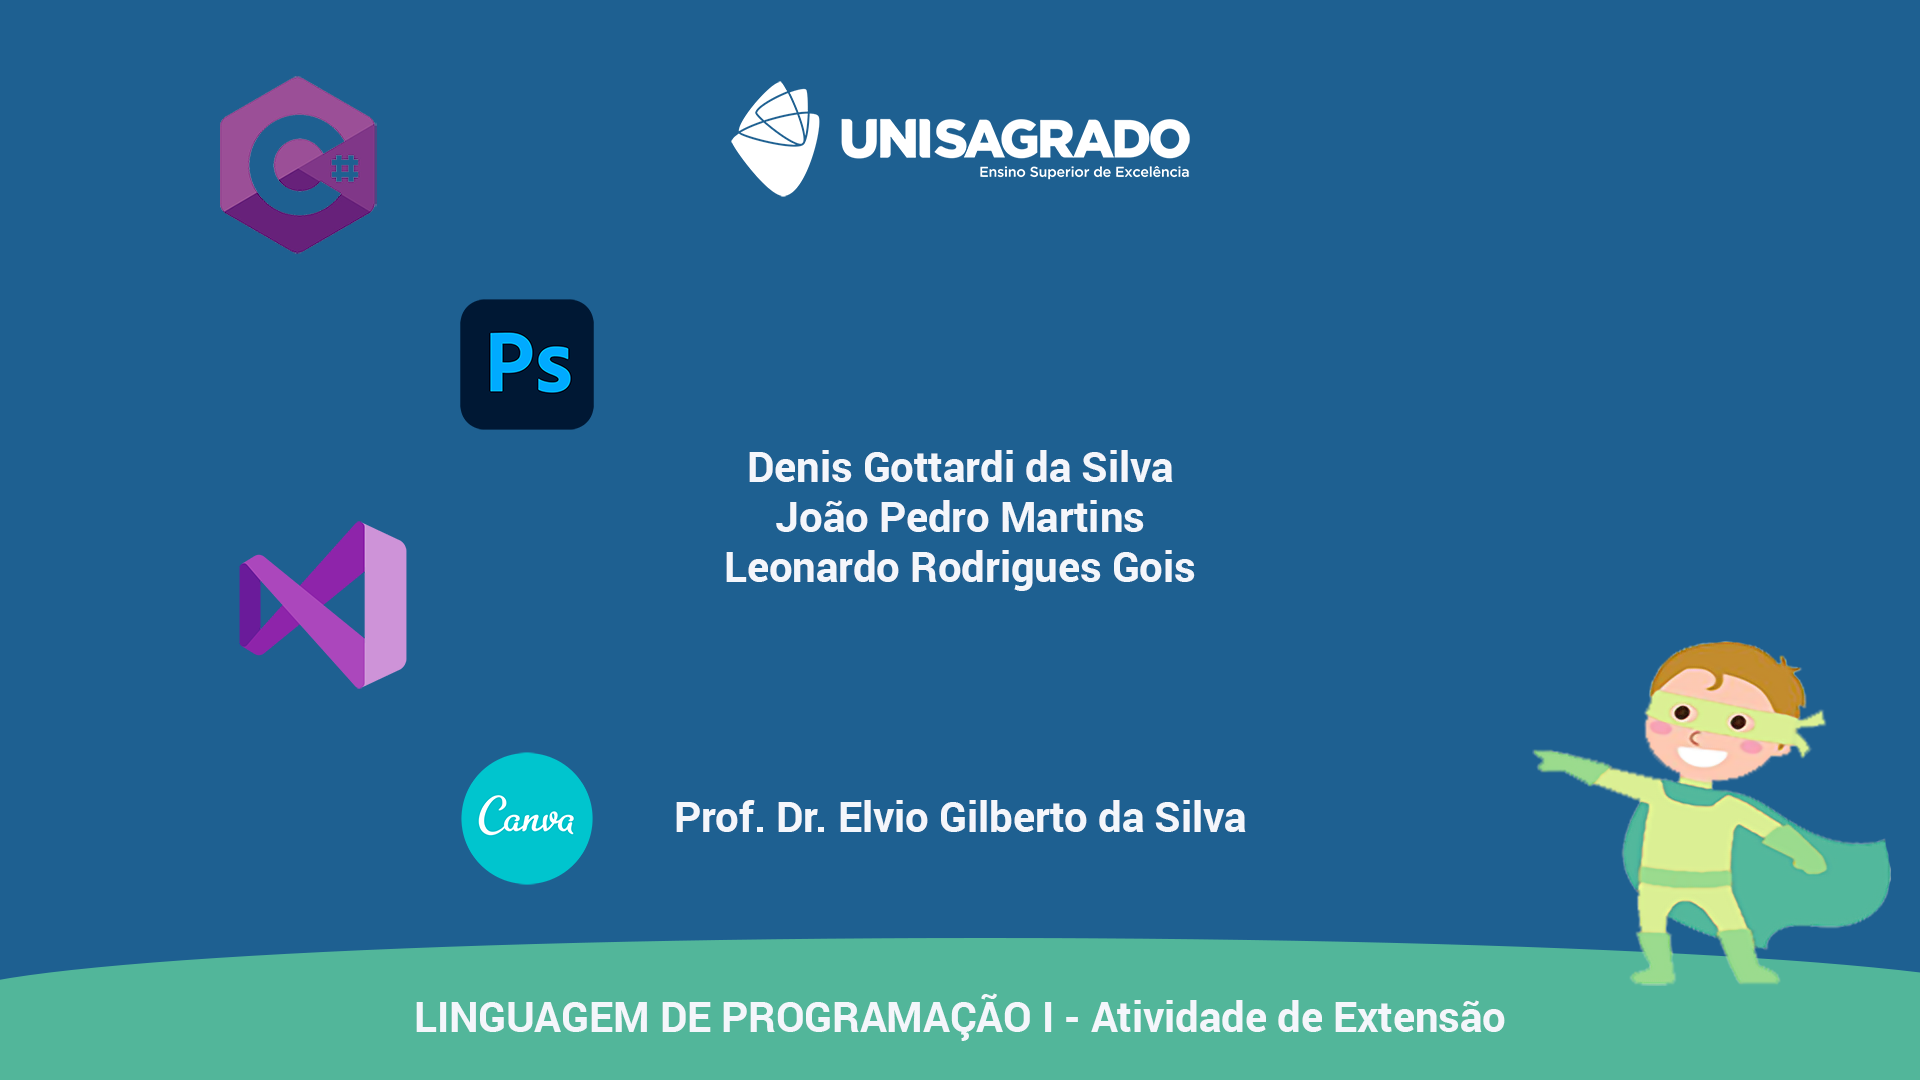 C#
UNISAGRADO
Ensino Superior de Excelência
Ps
Denis Gottardi da Silva
João Pedro Martins
Leonardo Rodrigues Gois
Canva
Prof. Dr. Elvio Gilberto da Silva
LINGUAGEM DE PROGRAMAÇÃO I - Atividade de Extensão